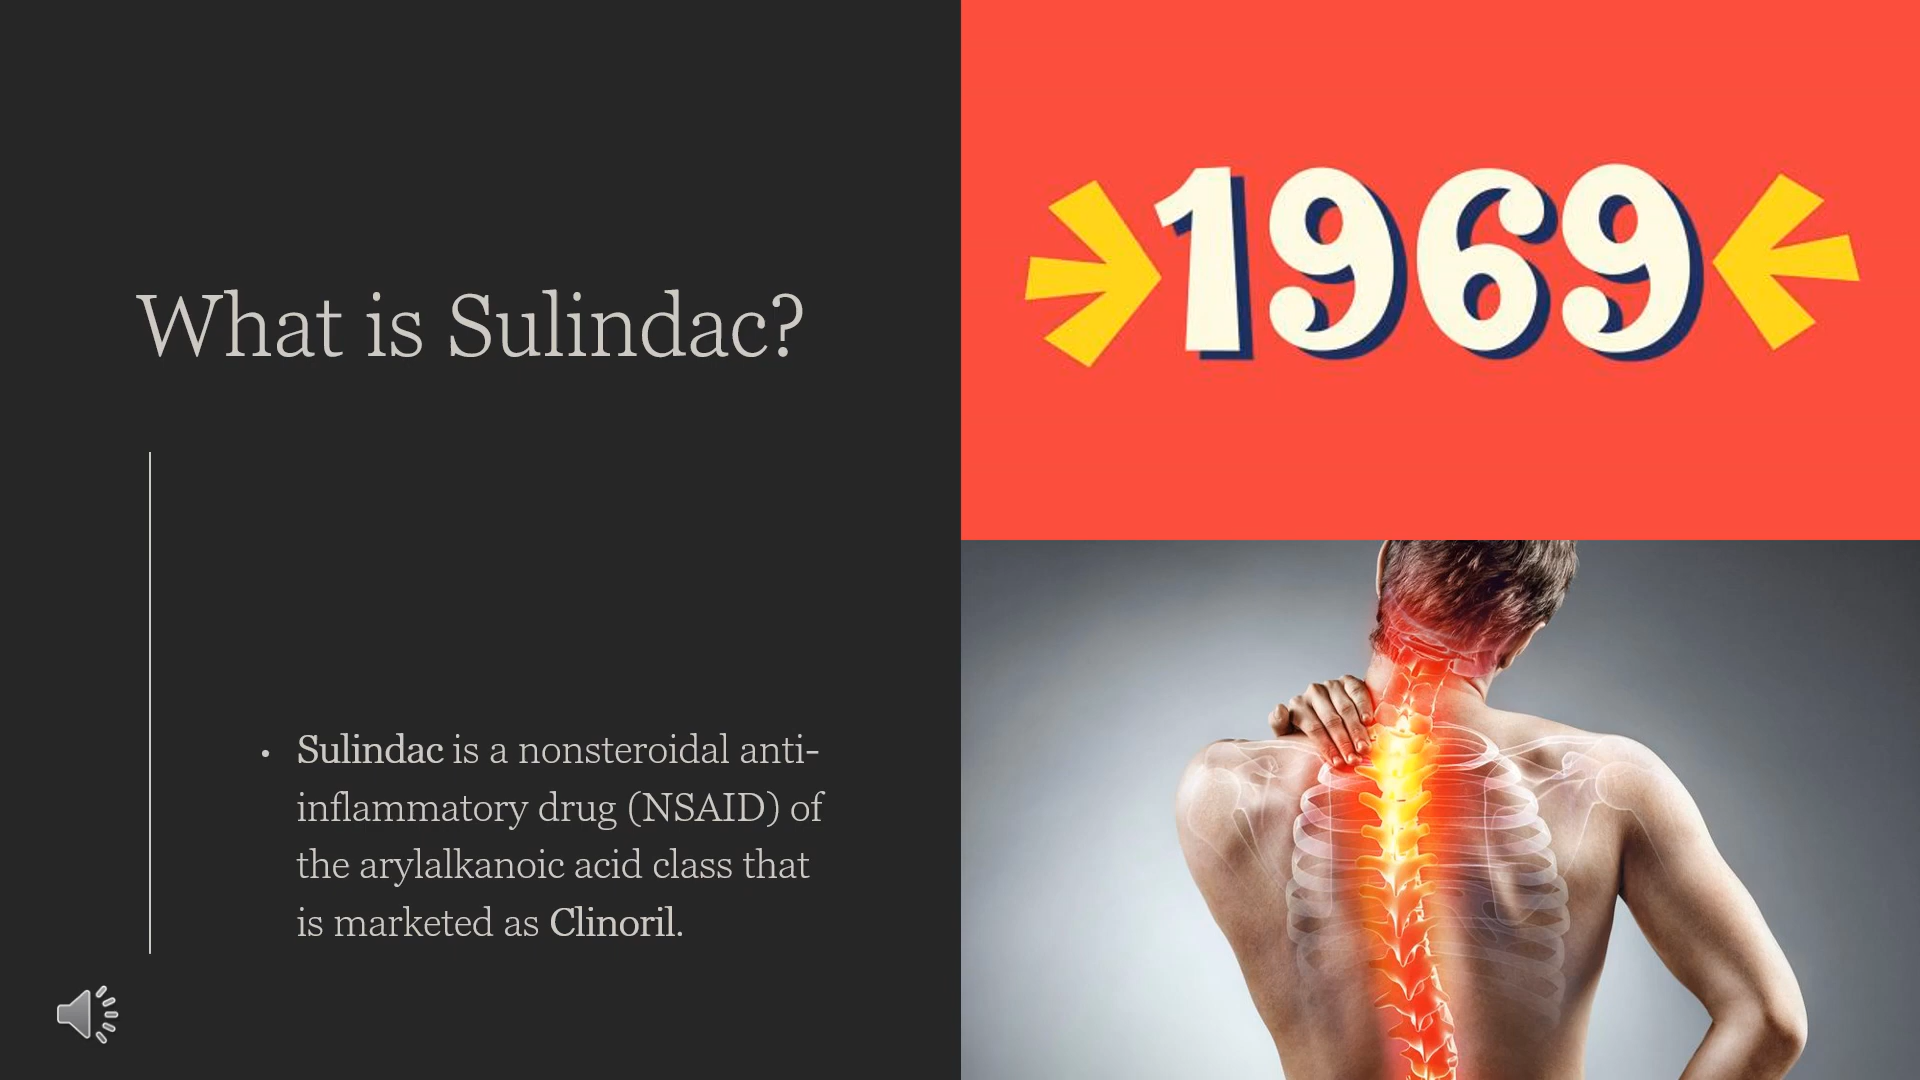 What is Sulindac?
• Sulindac is a nonsteroidal anti-
inflammatory drug (NSAID) of
the arylalkanoic acid class that
is marketed as Clinoril.
1969